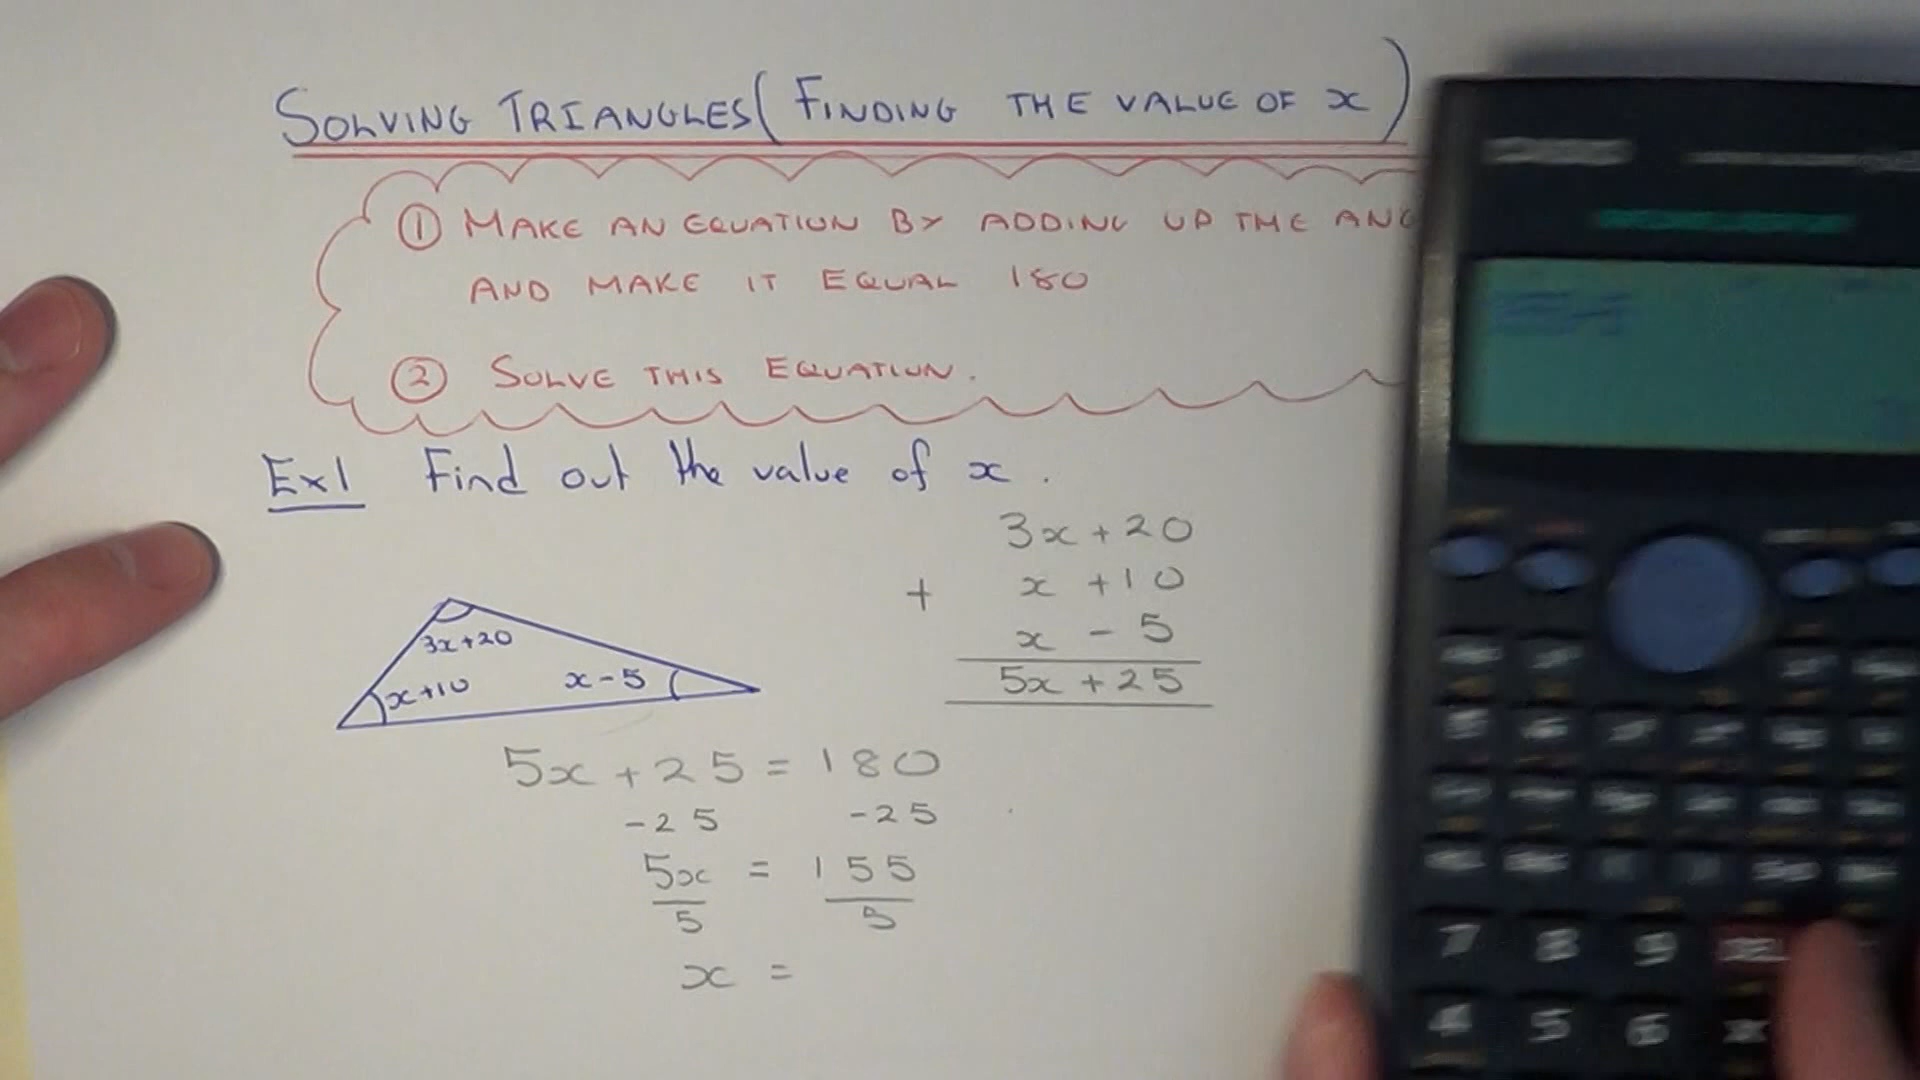 SOLVING TRIANGLES (FINDING THE VALUE OF x)
① MAKE AN EQUATION BY ADDING UP THE
AND MAKE IT EQUAL 180
② SOLVE THIS EQUATION.
Ex1 Find out the value of x.
3x+20
+ x +10
x - 5
5x + 25
3x+20
x+10 x-5
5x + 25 = 180
-25 -25
5x = 155
5 5
x =
7 8 9 DEL
4 5 6 x